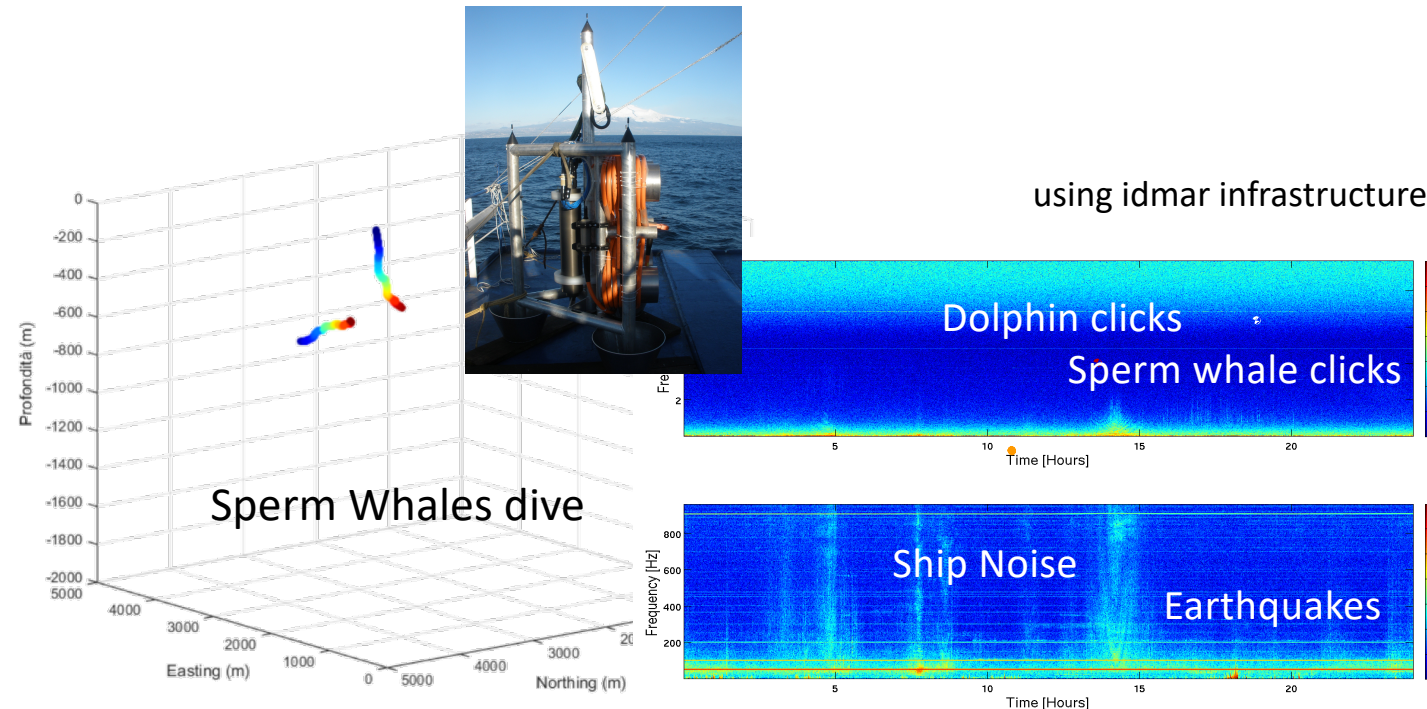 using idmar infrastructure
0
-200
-400
-600
-800
-1000
-1200
-1400
-1600
-1800
-2000
Profondità (m)
Sperm Whales dive
5000
4000
3000
2000
1000
0
Easting (m)
5000
4000
3000
Northing (m)
Dolphin clicks
Sperm whale clicks
2
5
10
15
20
5
Time [Hours]
Ship Noise
Earthquakes
800
600
400
200
Frequency [Hz]
5
10
15
20
Time [Hours]